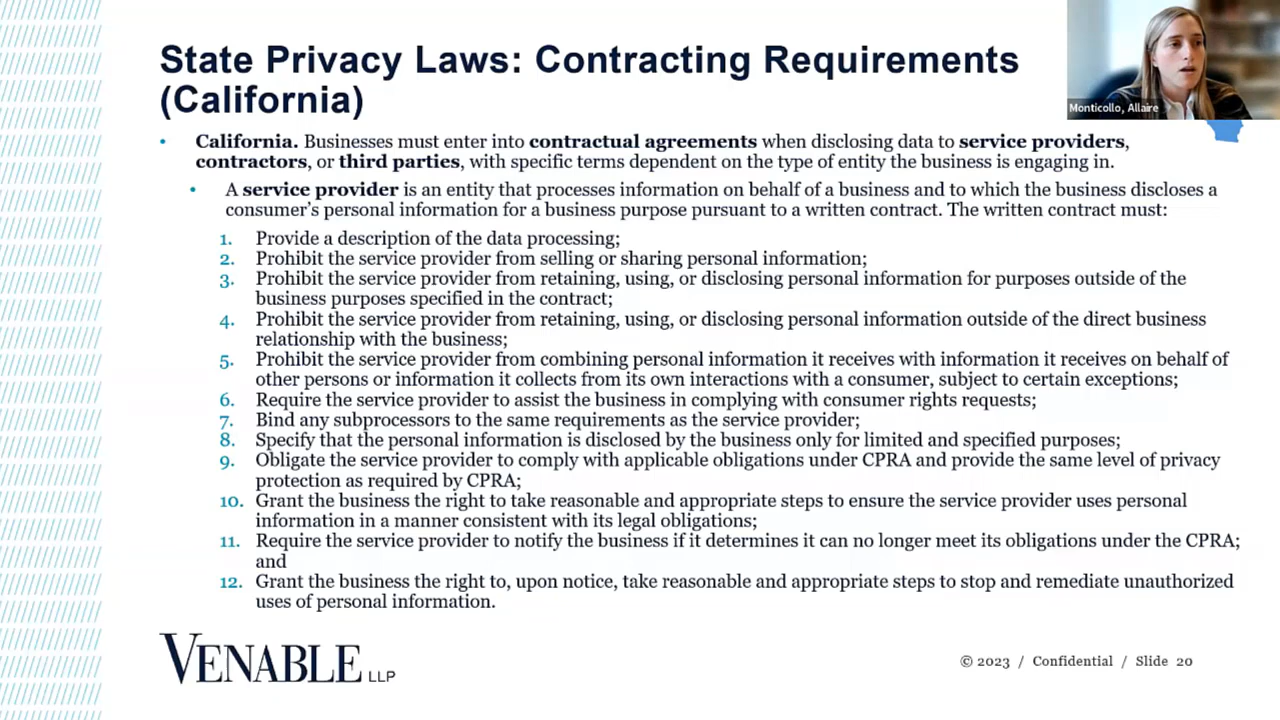 State Privacy Laws: Contracting Requirements
(California)
Monticollo, Allaire
• California. Businesses must enter into contractual agreements when disclosing data to service providers,
contractors, or third parties, with specific terms dependent on the type of entity the business is engaging in.
• A service provider is an entity that processes information on behalf of a business and to which the business discloses a
consumer's personal information for a business purpose pursuant to a written contract. The written contract must:
1. Provide a description of the data processing;
2. Prohibit the service provider from selling or sharing personal information;
3. Prohibit the service provider from retaining, using, or disclosing personal information for purposes outside of the
business purposes specified in the contract;
4. Prohibit the service provider from retaining, using, or disclosing personal information outside of the direct business
relationship with the business;
5. Prohibit the service provider from combining personal information it receives with information it receives on behalf of
other persons or information it collects from its own interactions with a consumer, subject to certain exceptions;
6. Require the service provider to assist the business in complying with consumer rights requests;
7. Bind any subprocessors to the same requirements as the service provider;
8. Specify that the personal information is disclosed by the business only for limited and specified purposes;
9. Obligate the service provider to comply with applicable obligations under CPRA and provide the same level of privacy
protection as required by CPRA;
10. Grant the business the right to take reasonable and appropriate steps to ensure the service provider uses personal
information in a manner consistent with its legal obligations;
11. Require the service provider to notify the business if it determines it can no longer meet its obligations under the CPRA;
and
12. Grant the business the right to, upon notice, take reasonable and appropriate steps to stop and remediate unauthorized
uses of personal information.
VENABLE LLP
© 2023 / Confidential / Slide 20